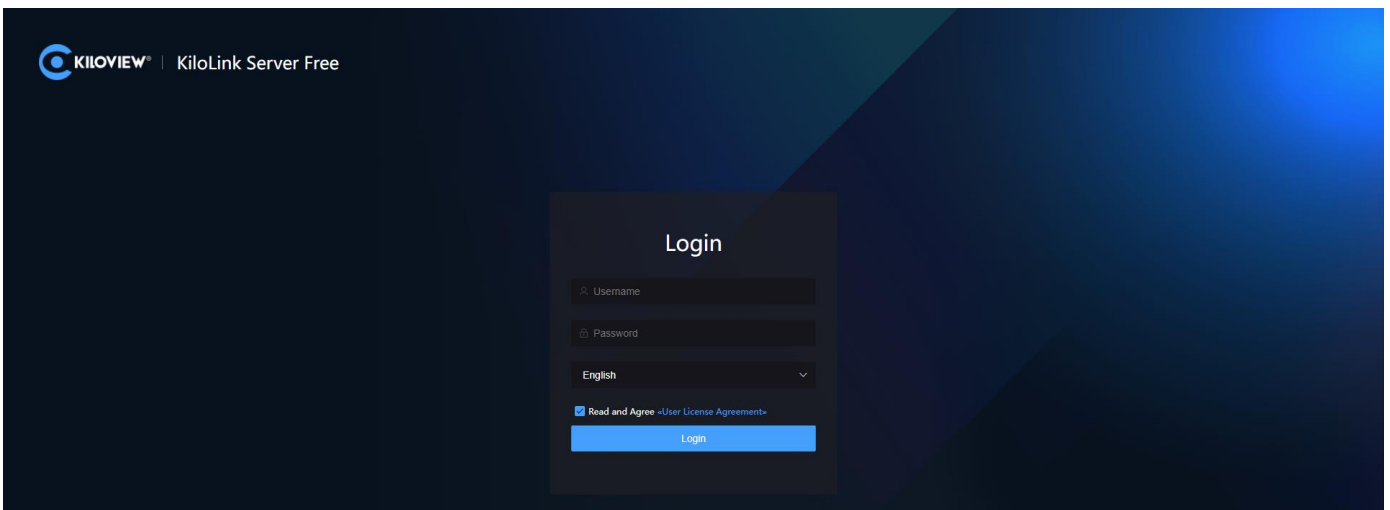 KILOVIEW® | KiloLink Server Free
Login
Username
Password
English
Read and Agree «User License Agreement»
Login